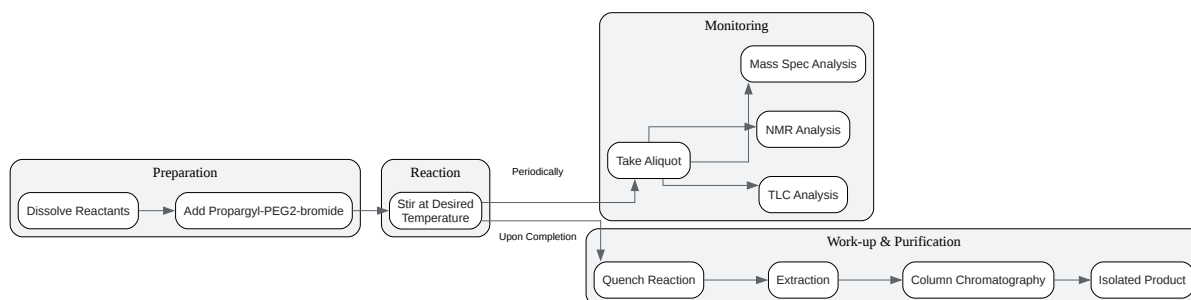 Preparation
Dissolve Reactants
Add Propargyl-PEG2-bromide
Reaction
Stir at Desired
Temperature
Periodically
Upon Completion
Monitoring
Take Aliquot
Mass Spec Analysis
NMR Analysis
TLC Analysis
Work-up & Purification
Quench Reaction
Extraction
Column Chromatography
Isolated Product